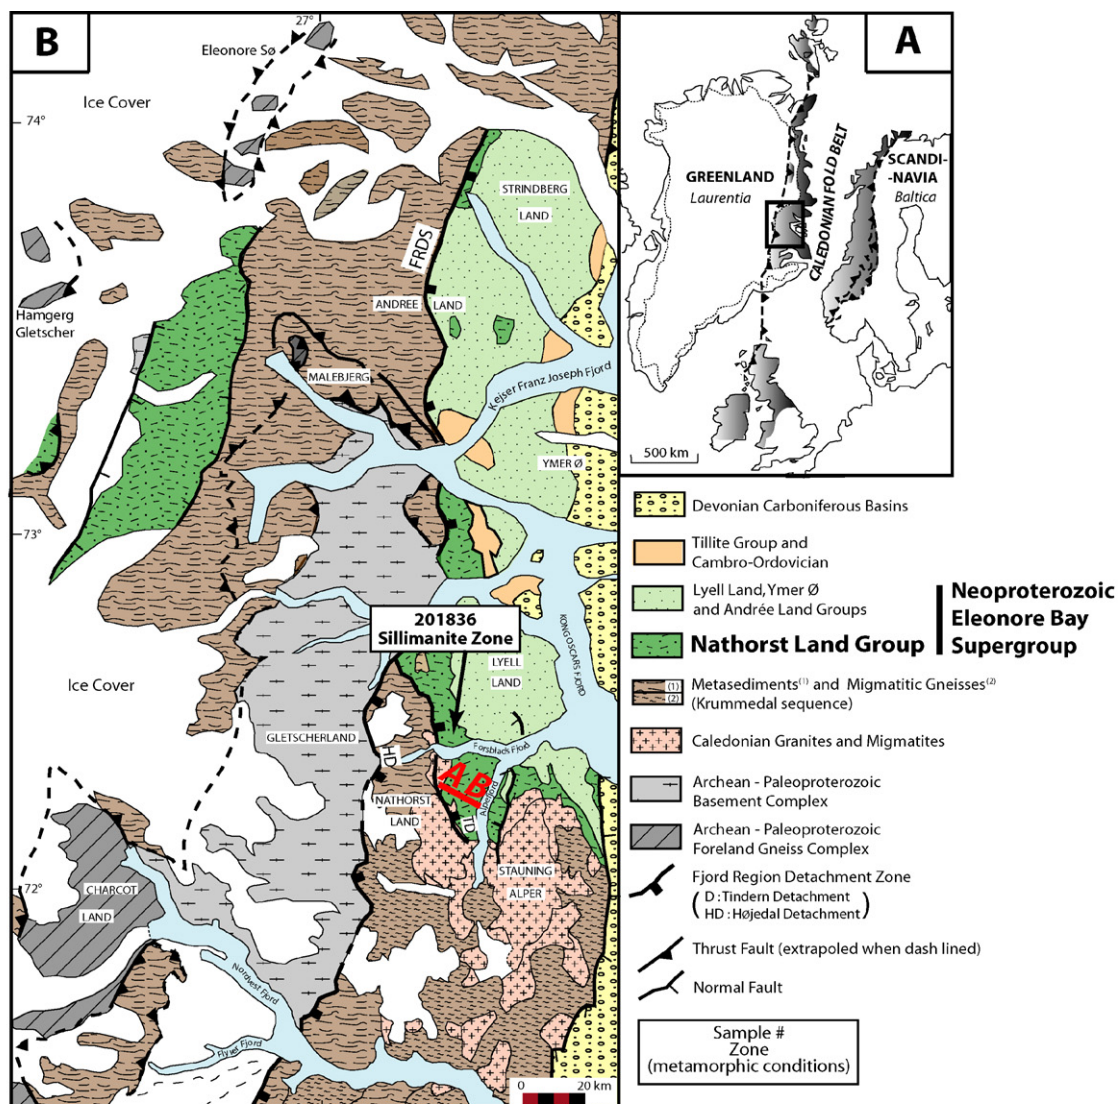 B
27°
Eleonore Sø
Ice Cover
74°
STRINDBERG
LAND
FRDS
ANDREE LAND
Hamgerg
Gletscher
MALEBJERG
Kejser Franz Joseph Fjord
YMER Ø
73°
201836
Sillimanite Zone
KONG OSCARS FJORD
LYELL
LAND
Ice Cover
GLETSCHERLAND
Forsblads Fjord
HD
A B
Alpefjord
NATHORST
LAND
TD
STAUNING
ALPER
72°
CHARCOT
LAND
Nordvest Fjord
Flyver Fjord
0 20 km
A
GREENLAND
Laurentia
CALEDONIAN FOLD BELT
SCANDI-
-NAVIA
Baltica
500 km
Devonian Carboniferous Basins
Tillite Group and
Cambro-Ordovician
Lyell Land, Ymer Ø
and Andrée Land Groups
Nathorst Land Group
Neoproterozoic
Eleonore Bay
Supergroup
(1)
(2)
Metasediments(1) and Migmatitic Gneisses(2)
(Krummedal sequence)
Caledonian Granites and Migmatites
Archean - Paleoproterozoic
Basement Complex
Archean - Paleoproterozoic
Foreland Gneiss Complex
Fjord Region Detachment Zone
( D : Tindern Detachment
HD : Højedal Detachment )
Thrust Fault (extrapoled when dash lined)
Normal Fault
Sample #
Zone
(metamorphic conditions)